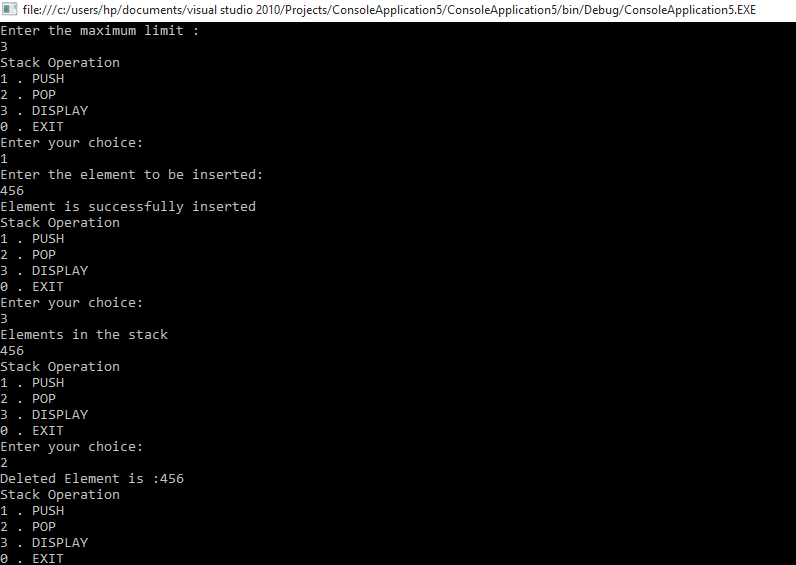 file:///c:/users/hp/documents/visual studio 2010/Projects/ConsoleApplication5/ConsoleApplication5/bin/Debug/ConsoleApplication5.EXE
Enter the maximum limit :
3
Stack Operation
1 . PUSH
2 . POP
3 . DISPLAY
0 . EXIT
Enter your choice:
1
Enter the element to be inserted:
456
Element is successfully inserted
Stack Operation
1 . PUSH
2 . POP
3 . DISPLAY
0 . EXIT
Enter your choice:
3
Elements in the stack
456
Stack Operation
1 . PUSH
2 . POP
3 . DISPLAY
0 . EXIT
Enter your choice:
2
Deleted Element is :456
Stack Operation
1 . PUSH
2 . POP
3 . DISPLAY
0 . EXIT